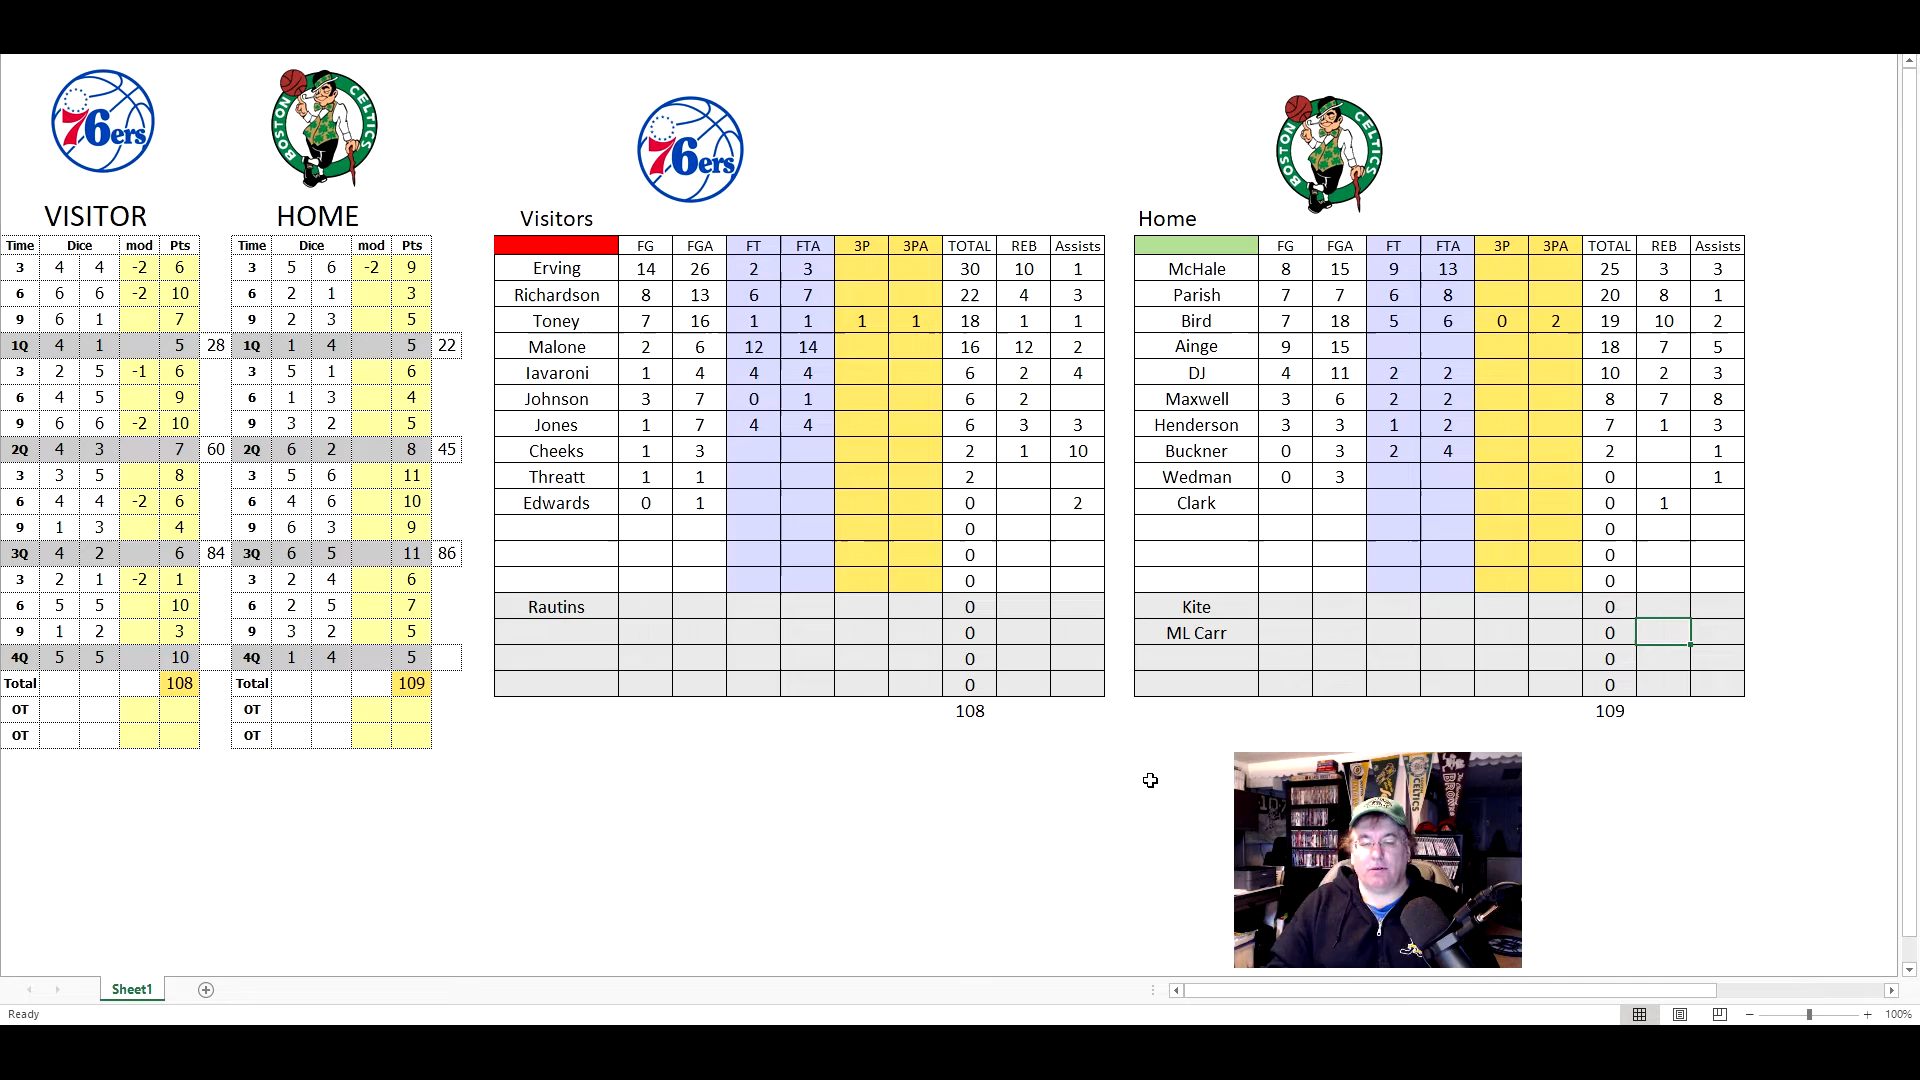 76ers
BOSTON CELTICS
76ers
BOSTON CELTICS
VISITOR HOME
Visitors Home
Time Dice mod Pts Time Dice mod Pts
3 4 4 -2 6 3 5 6 -2 9
6 6 6 -2 10 6 2 1 3
9 6 1 7 9 2 3 5
1Q 4 1 5 28 1Q 1 4 5 22
3 2 5 -1 6 3 5 1 6
6 4 5 9 6 1 3 4
9 6 6 -2 10 9 3 2 5
2Q 4 3 7 60 2Q 6 2 8 45
3 3 5 8 3 5 6 11
6 4 4 -2 6 6 4 6 10
9 1 3 4 9 6 3 9
3Q 4 2 6 84 3Q 6 5 11 86
3 2 1 -2 1 3 2 4 6
6 5 5 10 6 2 5 7
9 1 2 3 9 3 2 5
4Q 5 5 10 4Q 1 4 5
Total 108 Total 109
OT OT
OT OT
FG FGA FT FTA 3P 3PA TOTAL REB Assists
Erving 14 26 2 3 30 10 1
Richardson 8 13 6 7 22 4 3
Toney 7 16 1 1 1 1 18 1 1
Malone 2 6 12 14 16 12 2
Iavaroni 1 4 4 4 6 2 4
Johnson 3 7 0 1 6 2
Jones 1 7 4 4 6 3 3
Cheeks 1 3 2 1 10
Threatt 1 1 2
Edwards 0 1 0 2
0
0
0
Rautins 0
0
0
0
108
FG FGA FT FTA 3P 3PA TOTAL REB Assists
McHale 8 15 9 13 25 3 3
Parish 7 7 6 8 20 8 1
Bird 7 18 5 6 0 2 19 10 2
Ainge 9 15 18 7 5
DJ 4 11 2 2 10 2 3
Maxwell 3 6 2 2 8 7 8
Henderson 3 3 1 2 7 1 3
Buckner 0 3 2 4 2 1
Wedman 0 3 0 1
Clark 0 1
0
0
0
Kite 0
ML Carr 0
0
0
109
CELTICS
Sheet1
Ready
100%